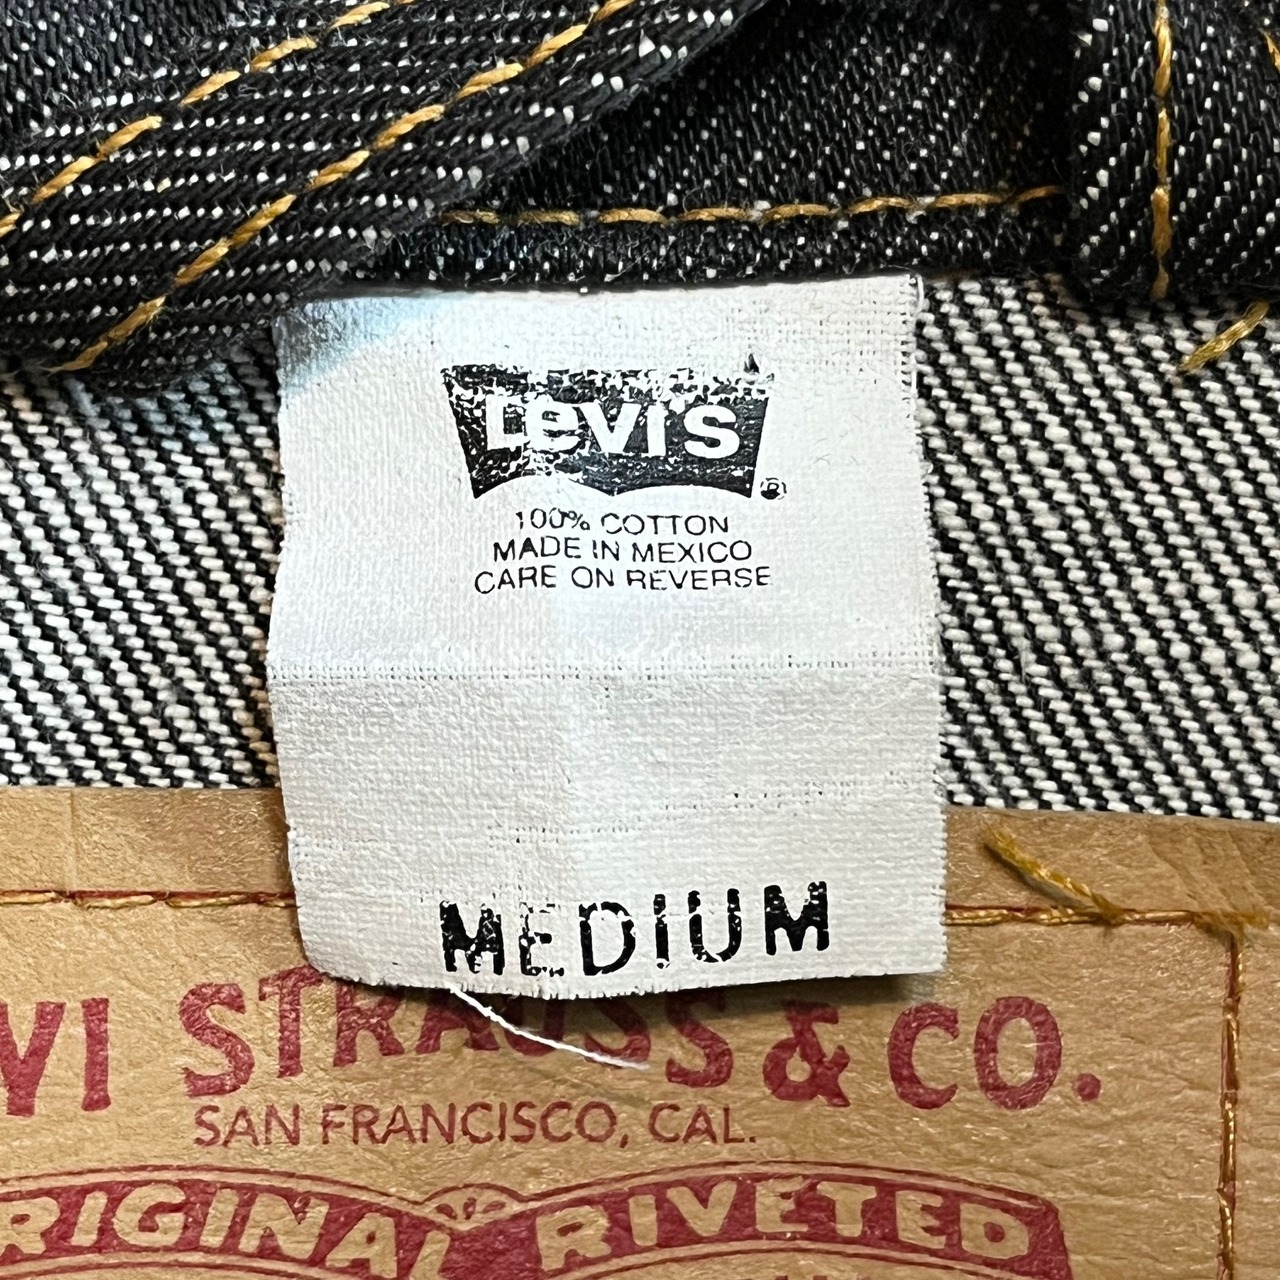 Levi's
®
100% COTTON
MADE IN MEXICO
CARE ON REVERSE
MEDIUM
VI STRAUSS & CO.
SAN FRANCISCO, CAL.
RIGINAL RIVETED